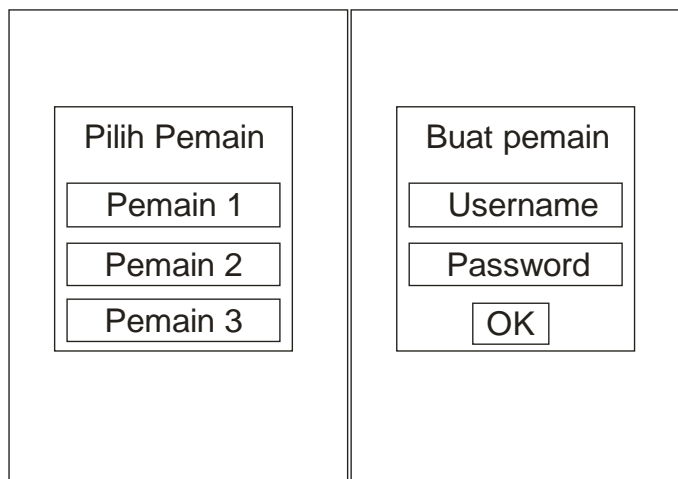 Pilih Pemain
Pemain 1
Pemain 2
Pemain 3
Buat pemain
Username
Password
OK